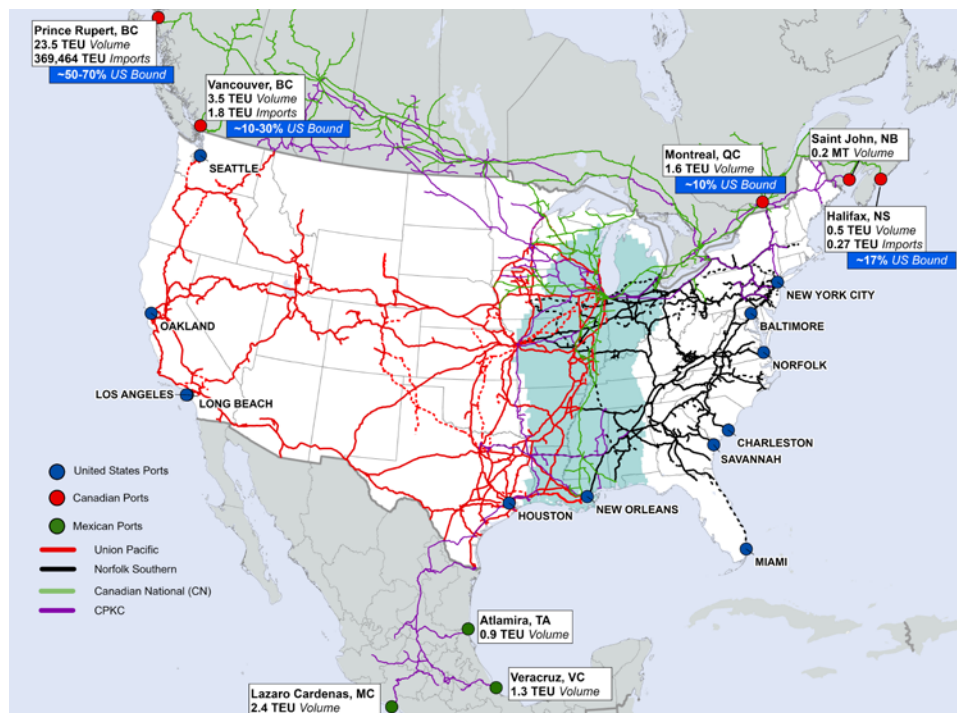 Prince Rupert, BC
23.5 TEU Volume
369,464 TEU Imports
~50-70% US Bound
Vancouver, BC
3.5 TEU Volume
1.8 TEU Imports
~10-30% US Bound
SEATTLE
Montreal, QC
1.6 TEU Volume
~10% US Bound
Saint John, NB
0.2 MT Volume
Halifax, NS
0.5 TEU Volume
0.27 TEU Imports
~17% US Bound
NEW YORK CITY
BALTIMORE
OAKLAND
NORFOLK
LOS ANGELES
LONG BEACH
CHARLESTON
SAVANNAH
HOUSTON
NEW ORLEANS
MIAMI
United States Ports
Canadian Ports
Mexican Ports
Union Pacific
Norfolk Southern
Canadian National (CN)
CPKC
Atlamira, TA
0.9 TEU Volume
Veracruz, VC
1.3 TEU Volume
Lazaro Cardenas, MC
2.4 TEU Volume